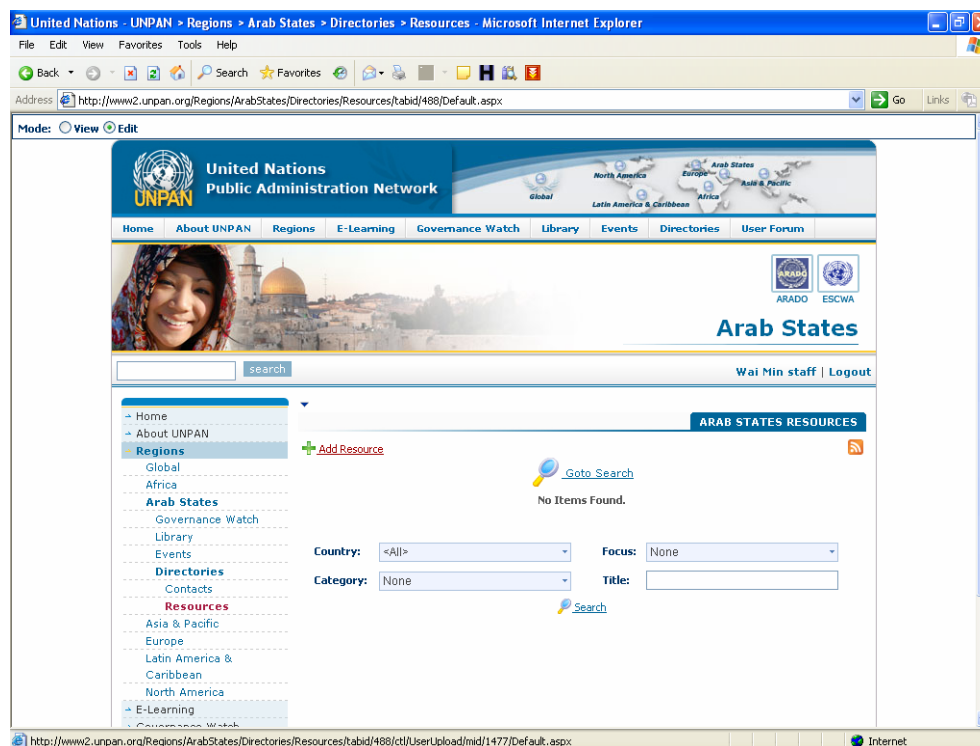 United Nations - UNPAN > Regions > Arab States > Directories > Resources - Microsoft Internet Explorer
File Edit View Favorites Tools Help
Back Search Favorites
Address http://www2.unpan.org/Regions/ArabStates/Directories/Resources/tabid/488/Default.aspx Go Links
Mode: View Edit
UNPAN
United Nations
Public Administration Network
Global
North America
Latin America & Caribbean
Europe
Arab States
Africa
Asia & Pacific
Home About UNPAN Regions E-Learning Governance Watch Library Events Directories User Forum
ARADO
ARADO ESCWA
Arab States
search
Wai Min staff | Logout
Home
About UNPAN
Regions
Global
Africa
Arab States
Governance Watch
Library
Events
Directories
Contacts
Resources
Asia & Pacific
Europe
Latin America &
Caribbean
North America
E-Learning
Governance Watch
ARAB STATES RESOURCES
Add Resource
Goto Search
No Items Found.
Country: <All> Focus: None
Category: None Title:
Search
http://www2.unpan.org/Regions/ArabStates/Directories/Resources/tabid/488/ctl/UserUpload/mid/1477/Default.aspx Internet